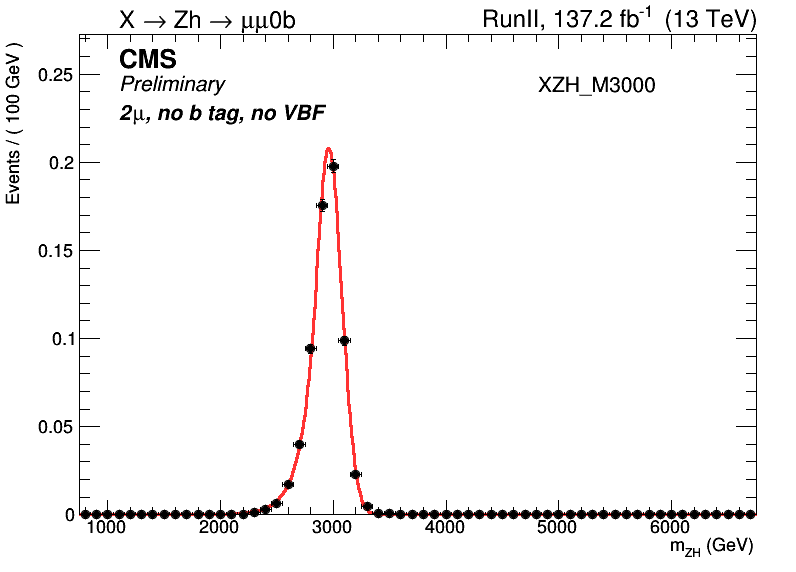 X → Zh → μμ0b
RunII, 137.2 fb⁻¹ (13 TeV)
CMS
Preliminary
2μ, no b tag, no VBF
XZH_M3000
Events / ( 100 GeV )
0.25
0.2
0.15
0.1
0.05
0
1000 2000 3000 4000 5000 6000
m_ZH (GeV)